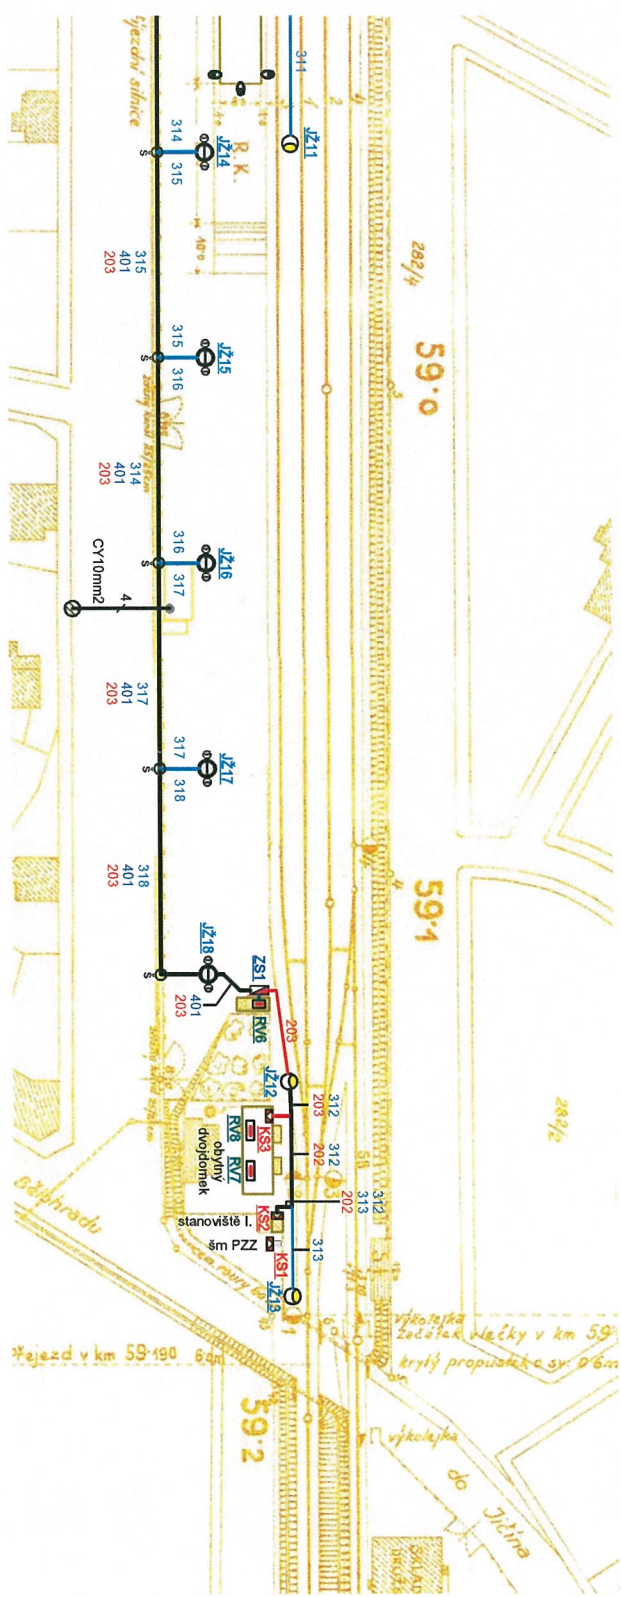 311
JŽ11
příjezdní silnice
314
315
JŽ14
R.K.
282/4
315
401
203
59·0
315
316
JŽ15
314
401
203
316
317
JŽ16
CY10mm2
4
317
401
203
317
318
JŽ17
318
401
203
59·1
JŽ18
ZS1
401
203
RV6
203
JŽ12
312
203
282/2
KS3
RV8
RV7
312
202
obytný
dvojdomek
312
313
202
KS2
stanoviště I.
šm PZZ
KS1
313
JŽ13
Bělohradu
výkolejka
Začátek vlečky v km 59
Přejezd v km 59·190
krytý propustek o sv. 0·6m
59·2
výkolejka
do Jičína
SKLAD